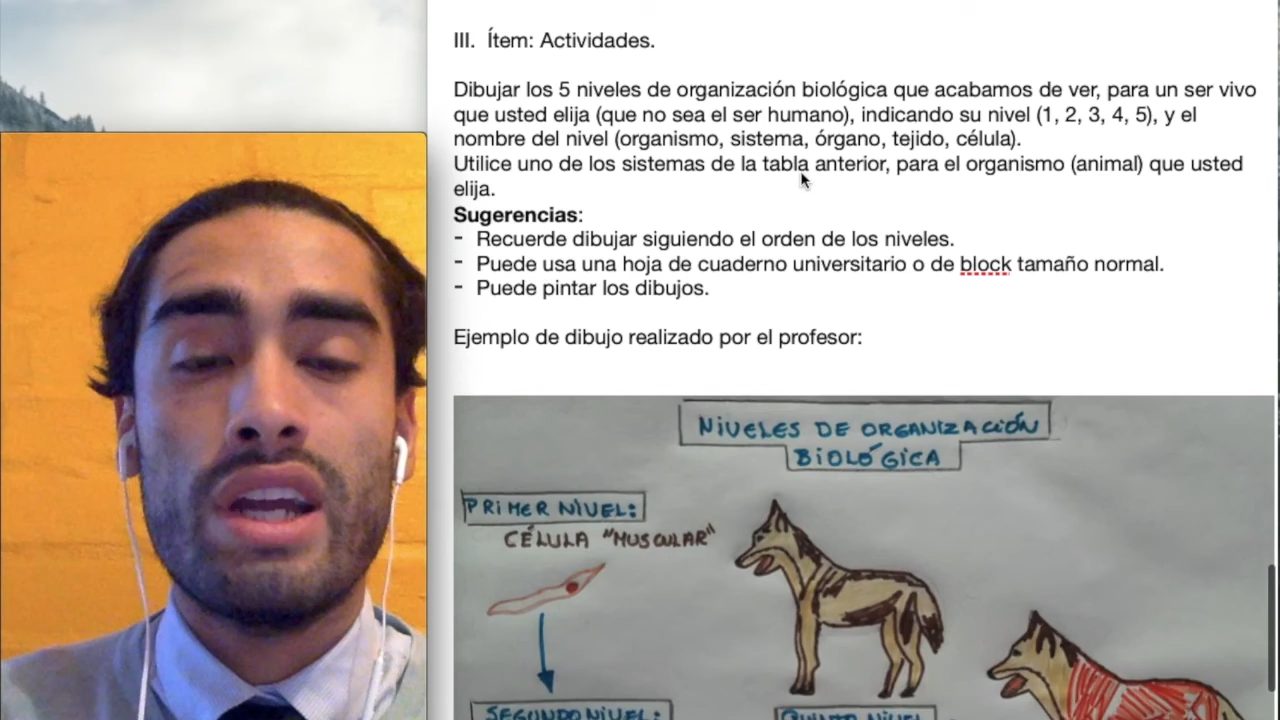 III. Ítem: Actividades.
Dibujar los 5 niveles de organización biológica que acabamos de ver, para un ser vivo
que usted elija (que no sea el ser humano), indicando su nivel (1, 2, 3, 4, 5), y el
nombre del nivel (organismo, sistema, órgano, tejido, célula).
Utilice uno de los sistemas de la tabla anterior, para el organismo (animal) que usted
elija.
Sugerencias:
- Recuerde dibujar siguiendo el orden de los niveles.
- Puede usa una hoja de cuaderno universitario o de block tamaño normal.
- Puede pintar los dibujos.
Ejemplo de dibujo realizado por el profesor:
NIVELES DE ORGANIZACIÓN
BIOLÓGICA
PRIMER NIVEL:
CÉLULA "MUSCULAR"
SEGUNDO NIVEL:
QUINTO NIVEL